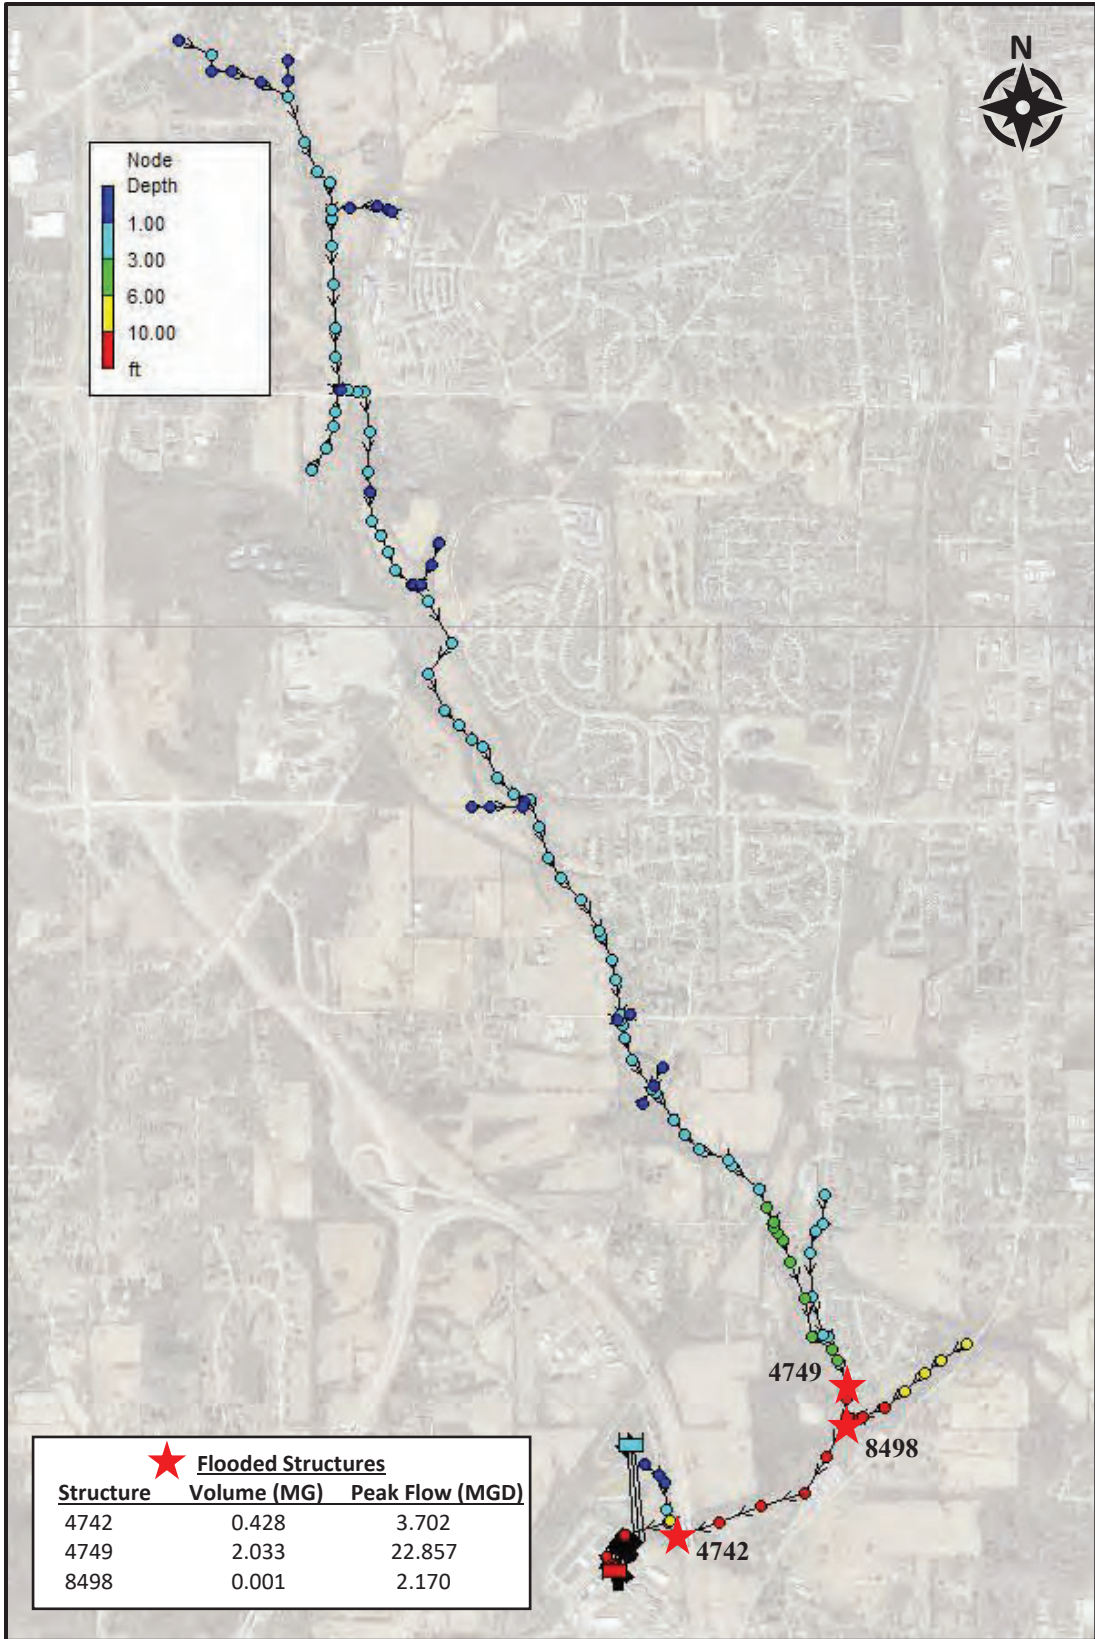 N
Node
Depth
1.00
3.00
6.00
10.00
ft
4749
8498
4742
Flooded Structures
Structure Volume (MG) Peak Flow (MGD)
4742 0.428 3.702
4749 2.033 22.857
8498 0.001 2.170